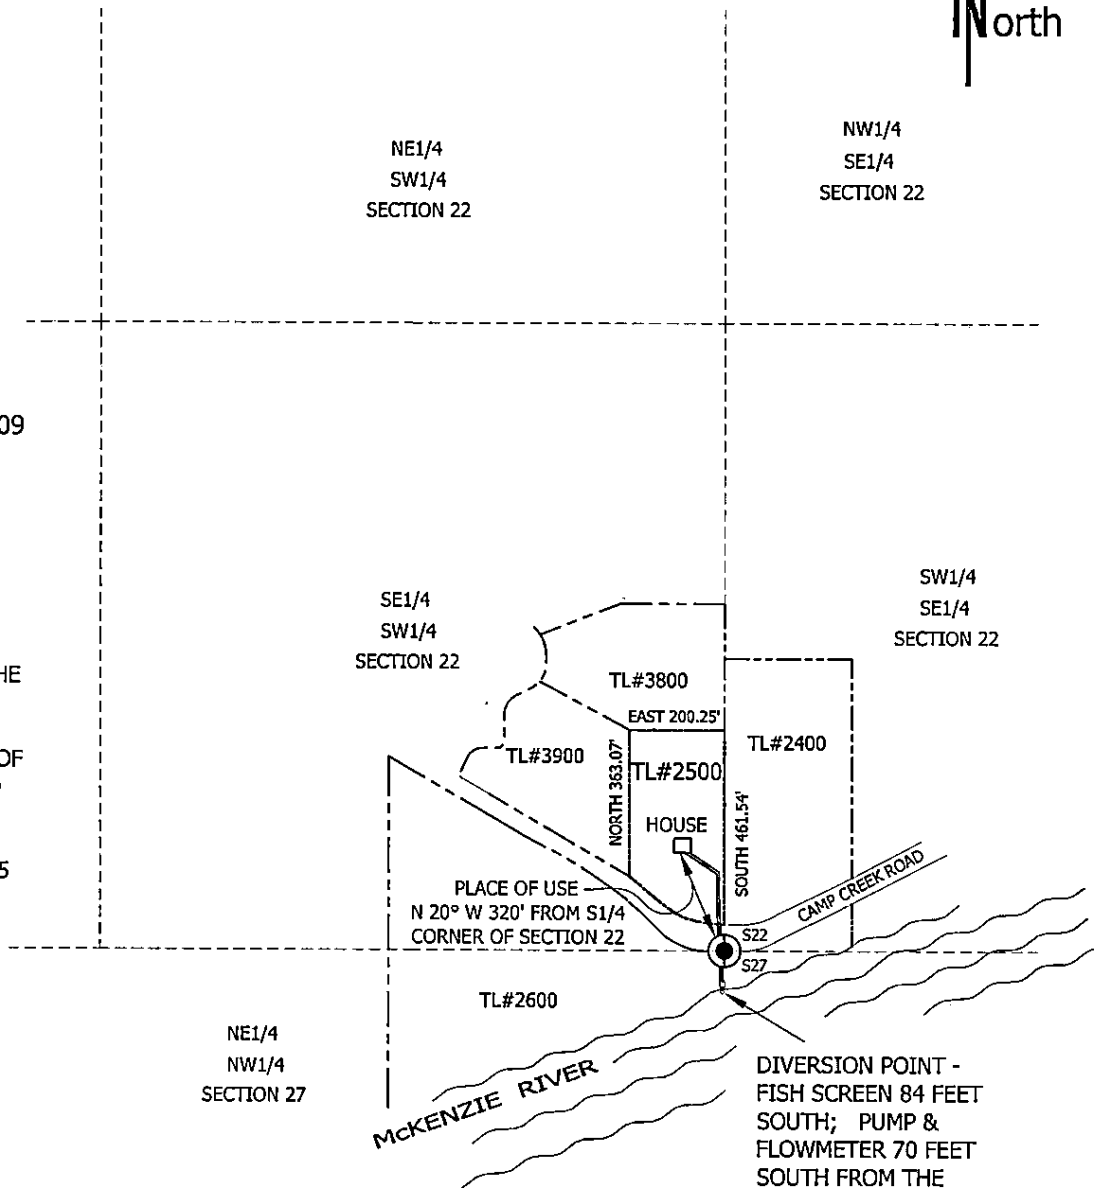 North
NE1/4
SW1/4
SECTION 22
NW1/4
SE1/4
SECTION 22
09
SE1/4
SW1/4
SECTION 22
SW1/4
SE1/4
SECTION 22
HE
OF
5
TL#3800
EAST 200.25'
TL#3900
NORTH 363.07'
TL#2500
TL#2400
HOUSE
SOUTH 461.54'
PLACE OF USE
N 20° W 320' FROM S1/4
CORNER OF SECTION 22
CAMP CREEK ROAD
S22
S27
TL#2600
NE1/4
NW1/4
SECTION 27
McKENZIE RIVER
DIVERSION POINT -
FISH SCREEN 84 FEET
SOUTH; PUMP &
FLOWMETER 70 FEET
SOUTH FROM THE